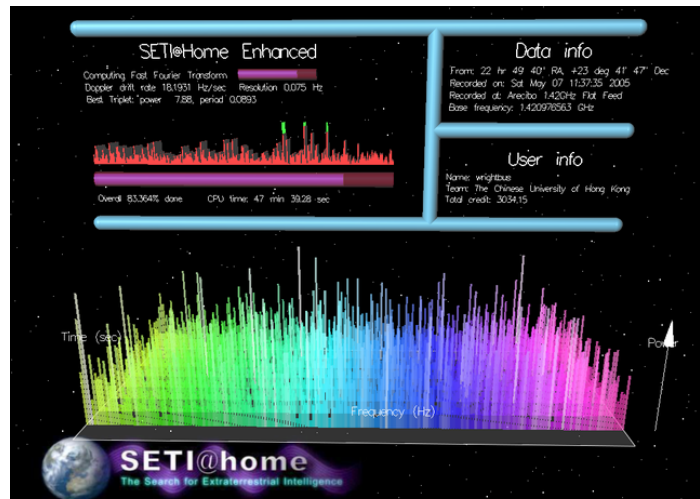 SETI@Home Enhanced
Computing Fast Fourier Transform
Doppler drift rate 18.1931 Hz/sec Resolution 0.075 Hz
Best Triplet: power 7.88, period 0.0893
Overall 83.364% done CPU time: 47 min 39.28 sec
Data info
From: 22 hr 49' 40" RA, +23 deg 41' 47" Dec
Recorded on: Sat May 07 11:37:35 2005
Recorded at: Arecibo 1.42GHz Flat Feed
Base frequency: 1.420976563 GHz
User info
Name: wrightbus
Team: The Chinese University of Hong Kong
Total credit: 3034.15
Time (sec)
Power
Frequency (Hz)
SETI@home
The Search for Extraterrestrial Intelligence